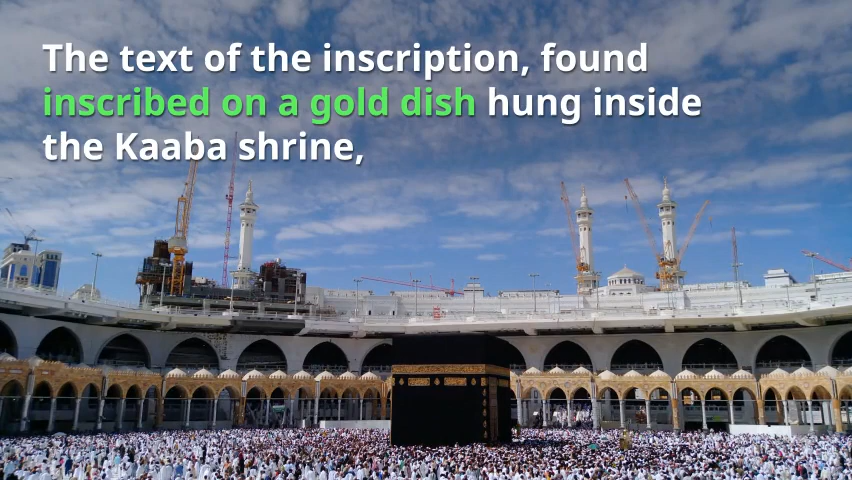 The text of the inscription, found
inscribed on a gold dish hung inside
the Kaaba shrine,